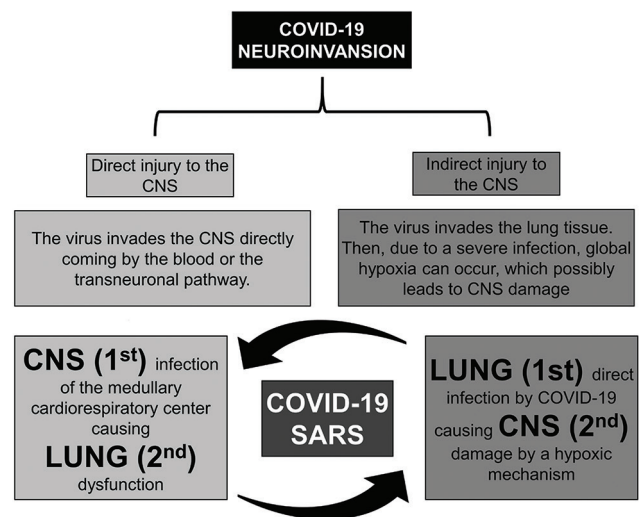 COVID-19
NEUROINVANSION
Direct injury to the
CNS
Indirect injury to
the CNS
The virus invades the CNS directly
coming by the blood or the
transneuronal pathway.
The virus invades the lung tissue.
Then, due to a severe infection, global
hypoxia can occur, which possibly
leads to CNS damage
CNS (1st) infection
of the medullary
cardiorespiratory center
causing
LUNG (2nd)
dysfunction
COVID-19
SARS
LUNG (1st) direct
infection by COVID-19
causing CNS (2nd)
damage by a hypoxic
mechanism